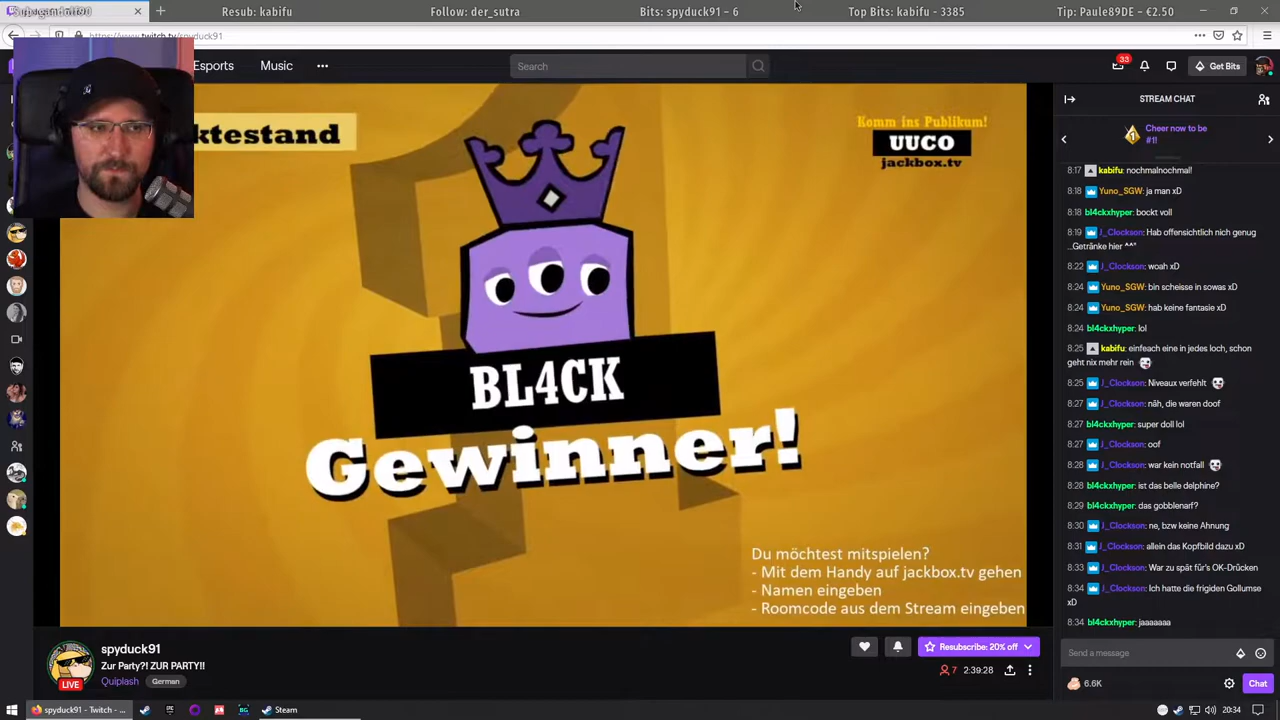 Resub: kabifu
Follow: der_sutra
Bits: spyduck91 - 6
Top Bits: kabifu - 3385
Tip: Paule89DE - €2.50
https://www.twitch.tv/spyduck91
Esports
Music
Search
33
Get Bits
STREAM CHAT
Cheer now to be
#1!
ktestand
Komm ins Publikum!
UUCO
jackbox.tv
BL4CK
Gewinner!
Du möchtest mitspielen?
- Mit dem Handy auf jackbox.tv gehen
- Namen eingeben
- Roomcode aus dem Stream eingeben
8:17 kabifu: nochmalnochmal!
8:18 Yuno_SGW: ja man xD
8:18 bl4ckxhyper: bockt voll
8:19 J_Clockson: Hab offensichtlich nich genug
...Getränke hier ^^"
8:22 J_Clockson: woah xD
8:24 Yuno_SGW: bin scheisse in sowas xD
8:24 Yuno_SGW: hab keine fantasie xD
8:24 bl4ckxhyper: lol
8:25 kabifu: einfeach eine in jedes loch, schon
geht nix mehr rein
8:25 J_Clockson: Niveaux verfehlt
8:27 J_Clockson: näh, die waren doof
8:27 bl4ckxhyper: super doll lol
8:27 J_Clockson: oof
8:28 J_Clockson: war kein notfall
8:28 bl4ckxhyper: ist das belle delphine?
8:29 bl4ckxhyper: das gobblenarf?
8:30 J_Clockson: ne, bzw keine Ahnung
8:31 J_Clockson: allein das Kopfbild dazu xD
8:33 J_Clockson: War zu spät für's OK-Drücken
8:34 J_Clockson: Ich hatte die frigiden Gollumse
xD
8:34 bl4ckxhyper: jaaaaaaa
Send a message
6.6K
Chat
spyduck91
Zur Party?! ZUR PARTY!!
Quiplash
German
LIVE
Resubscribe: 20% off
7
2:39:28
spyduck91 - Twitch - ...
Steam
20:34